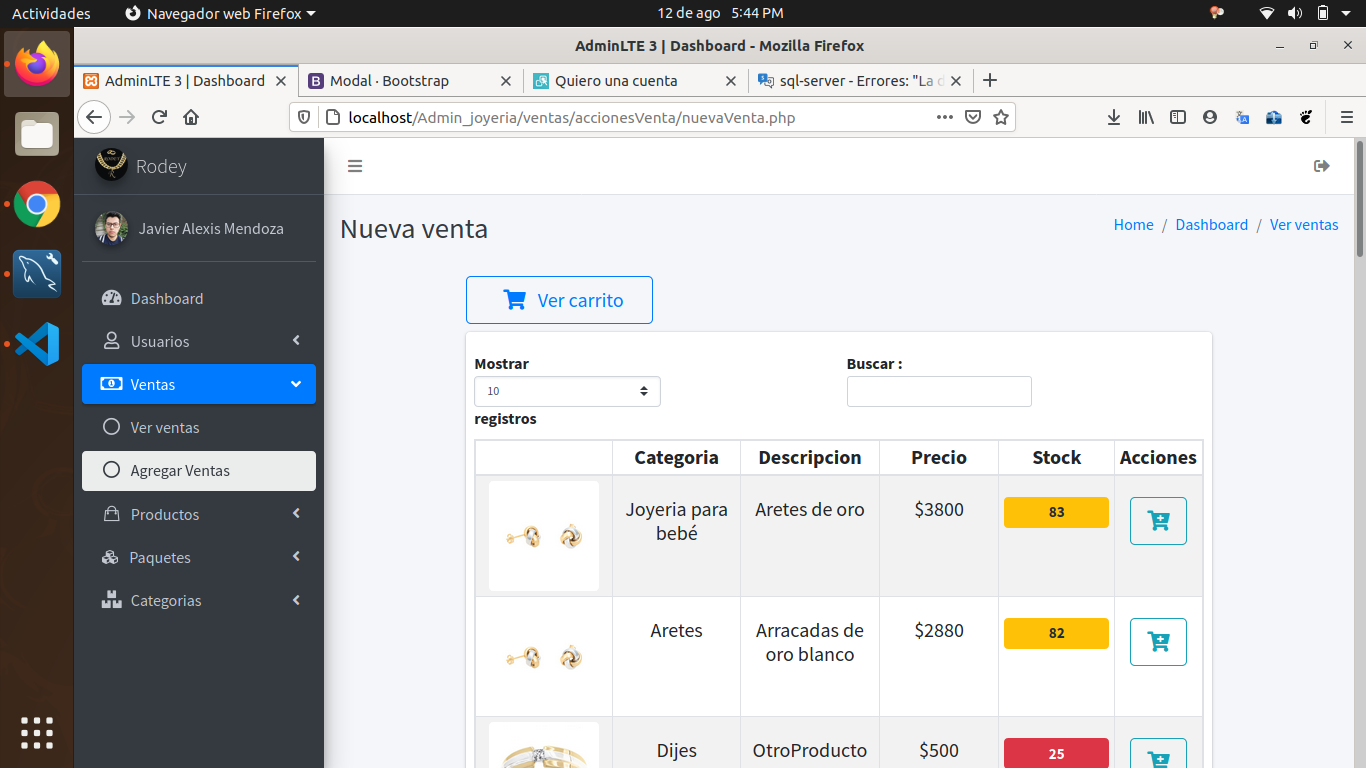 Actividades
Navegador web Firefox
12 de ago 5:44 PM
AdminLTE 3 | Dashboard - Mozilla Firefox
AdminLTE 3 | Dashboard
Modal · Bootstrap
Quiero una cuenta
sql-server - Errores: "La d
localhost/Admin_joyeria/ventas/accionesVenta/nuevaVenta.php
Rodey
Javier Alexis Mendoza
Dashboard
Usuarios
Ventas
Ver ventas
Agregar Ventas
Productos
Paquetes
Categorias
Nueva venta
Home / Dashboard / Ver ventas
Ver carrito
Mostrar
10
registros
Buscar :
Categoria Descripcion Precio Stock Acciones
Joyeria para bebé Aretes de oro $3800 83
Aretes Arracadas de oro blanco $2880 82
Dijes OtroProducto $500 25